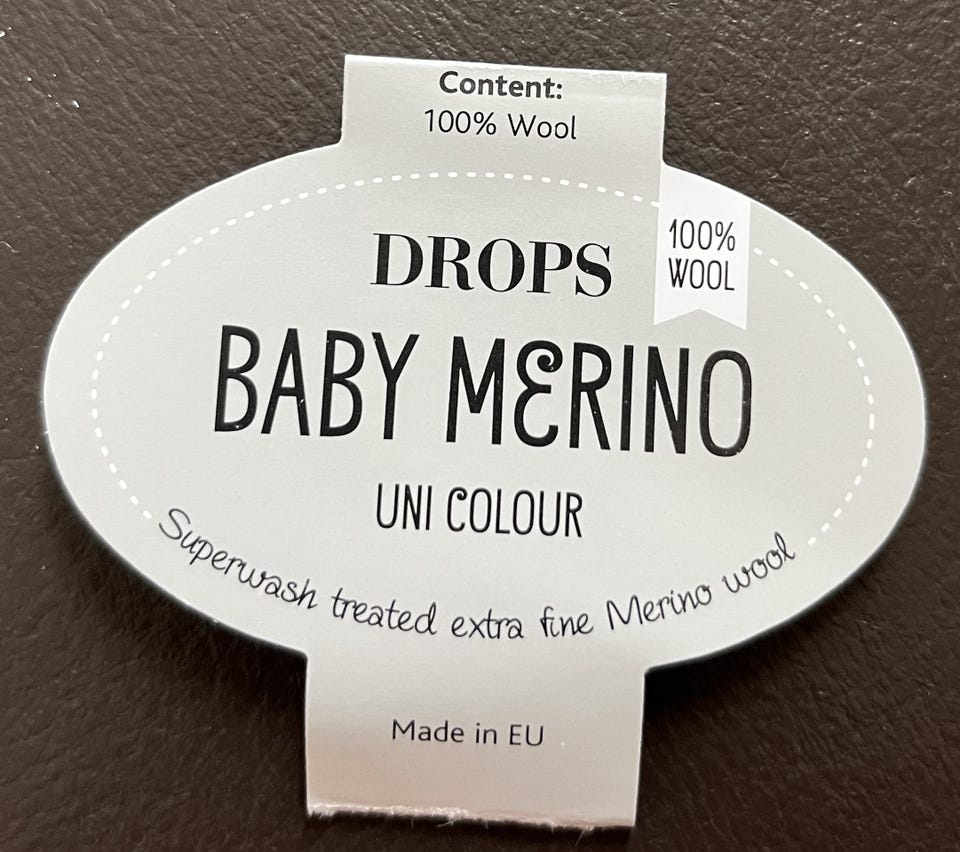 Content:
100% Wool
100%
WOOL
DROPS
BABY MERINO
UNI COLOUR
Superwash treated extra fine Merino wool
Made in EU